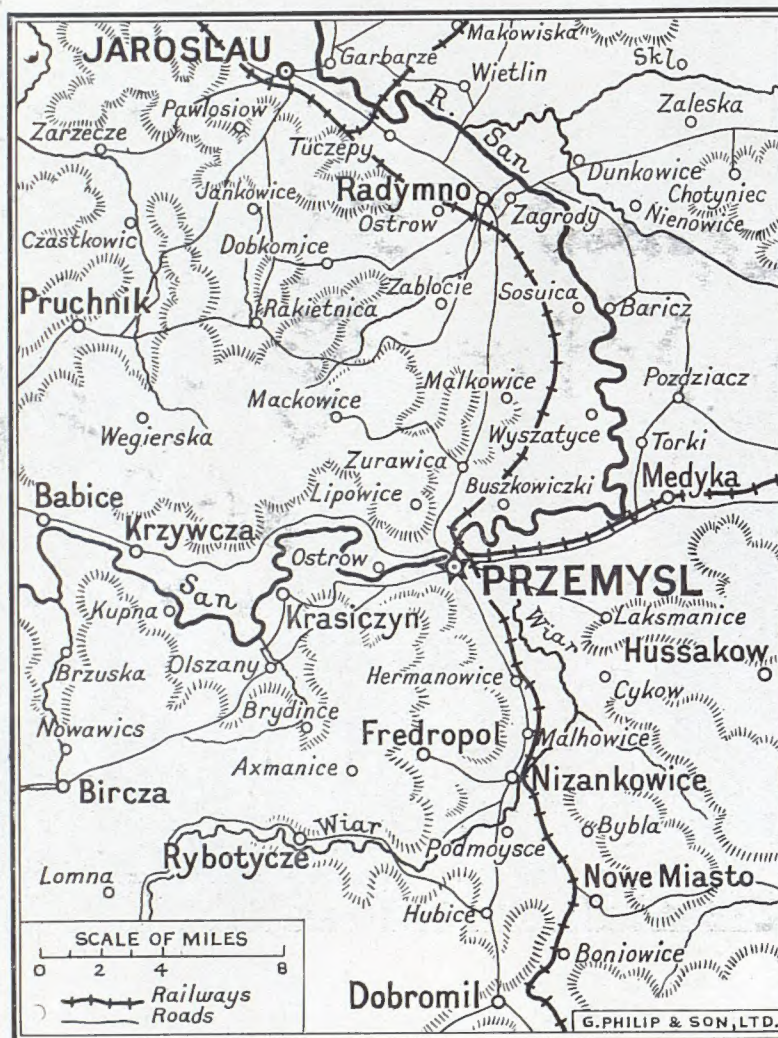 JAROSLAU
Garbarze
Makowiska
Wietlin
Skl
Pawlosiow
R. San
Zaleska
Zarzecze
Tuczepy
Dunkowice
Jankowice
Radymno
Ostrow
Zagrody
Chotyniec
Nienowice
Czastkowic
Dobkomice
Zablocie
Sosuica
Baricz
Pruchnik
Rakietnica
Malkowice
Pozdziacz
Mackowice
Wegierska
Wyszatyce
Torki
Zurawica
Medyka
Lipowice
Buszkowiczki
Babice
Krzywcza
Ostrow
PRZEMYSL
San
Kupna
Krasiczyn
Wiar
Laksmanice
Brzuska
Olszany
Hermanowice
Hussakow
Cykow
Nowawics
Brydince
Fredropol
Malhowice
Axmanice
Bircza
Nizankowice
Wiar
Rybotycze
Podmoysce
Bybla
Lomna
Nowe Miasto
Hubice
SCALE OF MILES
0 2 4 8
Boniowice
Railways
Roads
Dobromil
G. PHILIP & SON, LTD.